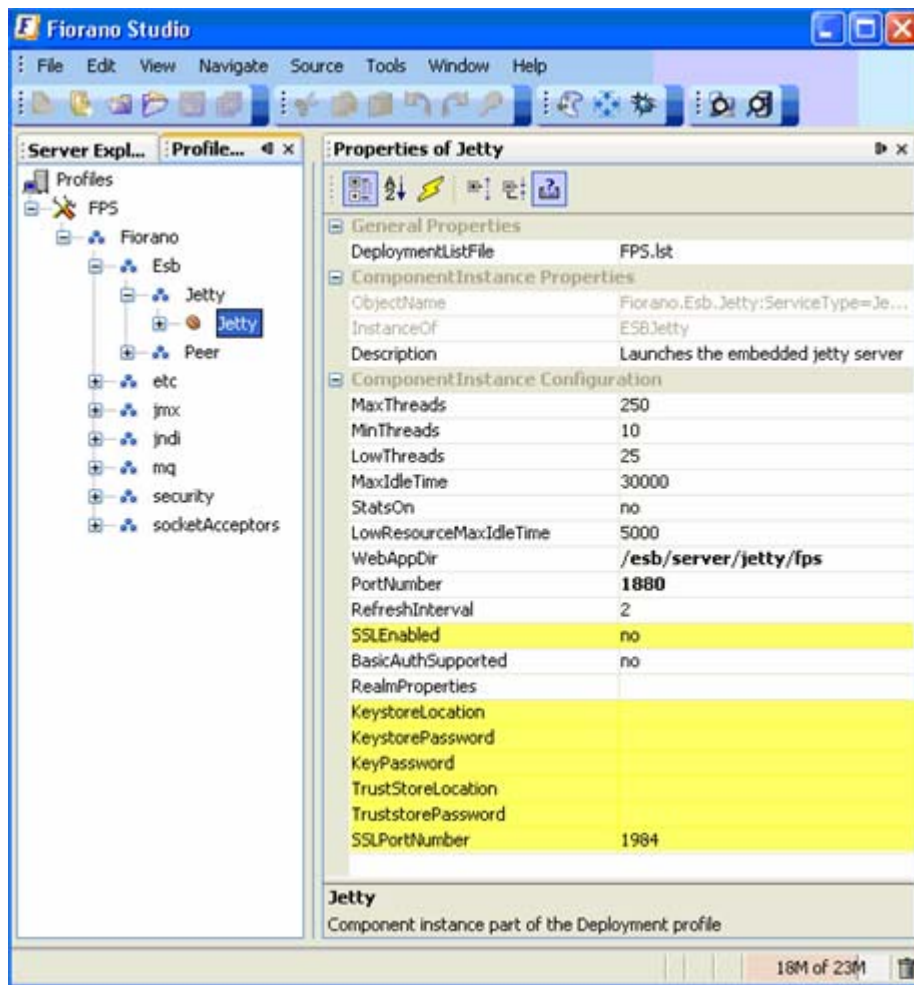 Fiorano Studio
File Edit View Navigate Source Tools Window Help
Server Expl... Profile...
Profiles
FPS
Fiorano
Esb
Jetty
Jetty
Peer
etc
jmx
jndi
mq
security
socketAcceptors
Properties of Jetty
General Properties
DeploymentListFile FPS.lst
ComponentInstance Properties
ObjectName Fiorano.Esb.Jetty:ServiceType=Je...
InstanceOf ESBJetty
Description Launches the embedded jetty server
ComponentInstance Configuration
MaxThreads 250
MinThreads 10
LowThreads 25
MaxIdleTime 30000
StatsOn no
LowResourceMaxIdleTime 5000
WebAppDir /esb/server/jetty/fps
PortNumber 1880
RefreshInterval 2
SSLEnabled no
BasicAuthSupported no
RealmProperties
KeystoreLocation
KeystorePassword
KeyPassword
TrustStoreLocation
TruststorePassword
SSLPortNumber 1984
Jetty
Component instance part of the Deployment profile
18M of 23M